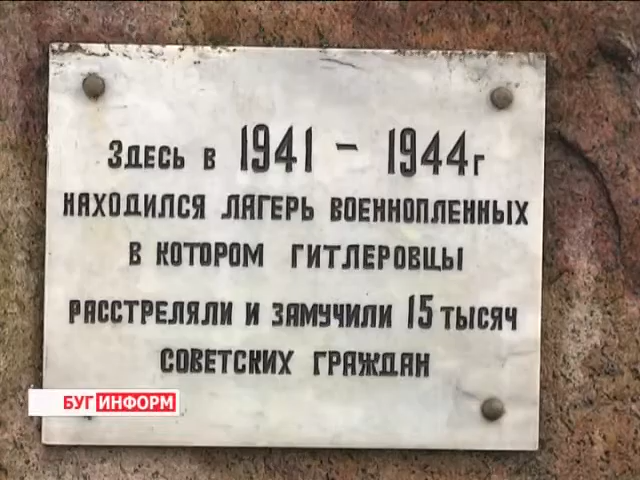 Здесь в 1941 - 1944г
находился лагерь военнопленных
в котором гитлеровцы
расстреляли и замучили 15 тысяч
советских граждан
БУГИНФОРМ